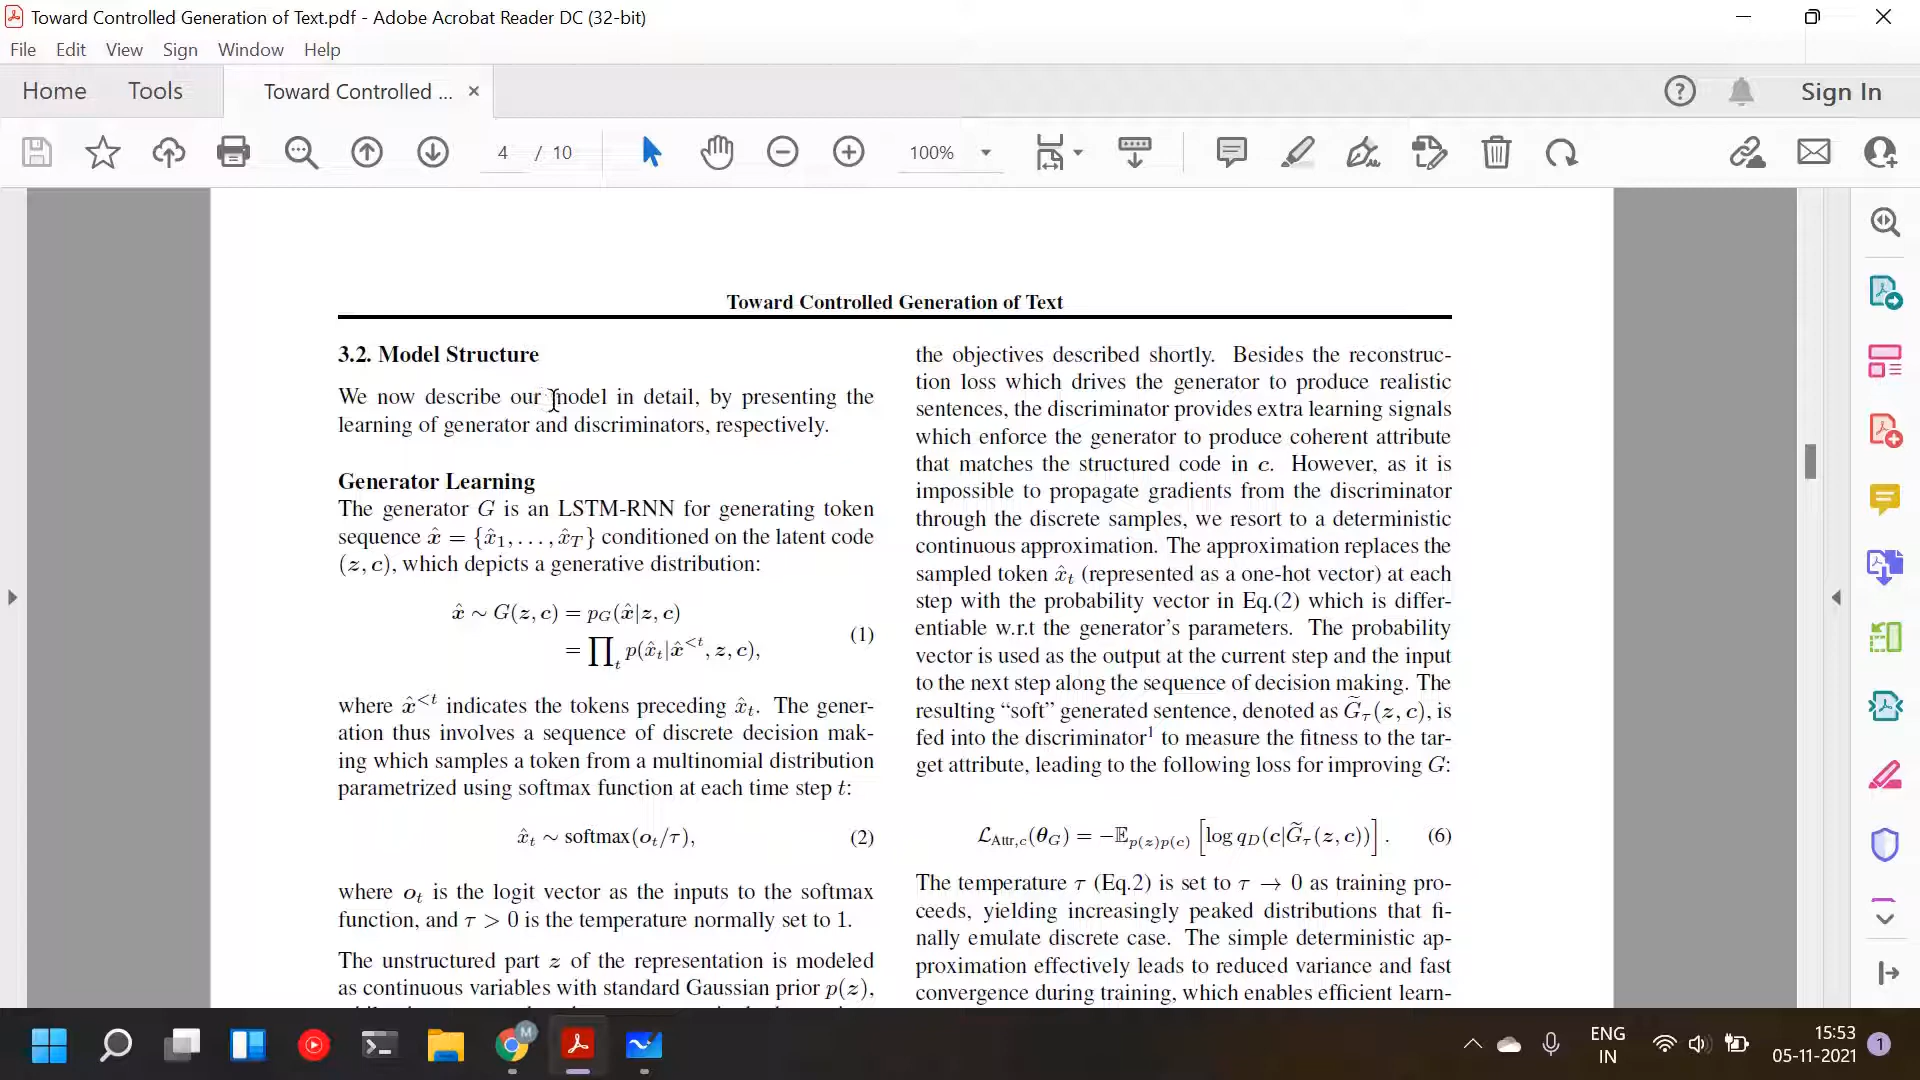 Toward Controlled Generation of Text.pdf - Adobe Acrobat Reader DC (32-bit)
File Edit View Sign Window Help
Home Tools Toward Controlled ... × Sign In
4 / 10 100%
Toward Controlled Generation of Text
3.2. Model Structure
We now describe our model in detail, by presenting the
learning of generator and discriminators, respectively.
Generator Learning
The generator G is an LSTM-RNN for generating token
sequence x̂ = {x̂₁, . . . , x̂_T} conditioned on the latent code
(z, c), which depicts a generative distribution:
x̂ ∼ G(z, c) = p_G(x̂|z, c)
= ∏_t p(x̂_t|x̂^{<t}, z, c), (1)
where x̂^{<t} indicates the tokens preceding x̂_t. The gener-
ation thus involves a sequence of discrete decision mak-
ing which samples a token from a multinomial distribution
parametrized using softmax function at each time step t:
x̂_t ∼ softmax(o_t/τ), (2)
where o_t is the logit vector as the inputs to the softmax
function, and τ > 0 is the temperature normally set to 1.
The unstructured part z of the representation is modeled
as continuous variables with standard Gaussian prior p(z),
the objectives described shortly. Besides the reconstruc-
tion loss which drives the generator to produce realistic
sentences, the discriminator provides extra learning signals
which enforce the generator to produce coherent attribute
that matches the structured code in c. However, as it is
impossible to propagate gradients from the discriminator
through the discrete samples, we resort to a deterministic
continuous approximation. The approximation replaces the
sampled token x̂_t (represented as a one-hot vector) at each
step with the probability vector in Eq.(2) which is differ-
entiable w.r.t the generator's parameters. The probability
vector is used as the output at the current step and the input
to the next step along the sequence of decision making. The
resulting “soft” generated sentence, denoted as G̃_τ(z, c), is
fed into the discriminator¹ to measure the fitness to the tar-
get attribute, leading to the following loss for improving G:
ℒ_{Attr,c}(θ_G) = −𝔼_{p(z)p(c)} [log q_D(c|G̃_τ(z, c))] . (6)
The temperature τ (Eq.2) is set to τ → 0 as training pro-
ceeds, yielding increasingly peaked distributions that fi-
nally emulate discrete case. The simple deterministic ap-
proximation effectively leads to reduced variance and fast
convergence during training, which enables efficient learn-
M
ENG
IN
15:53
05-11-2021
1